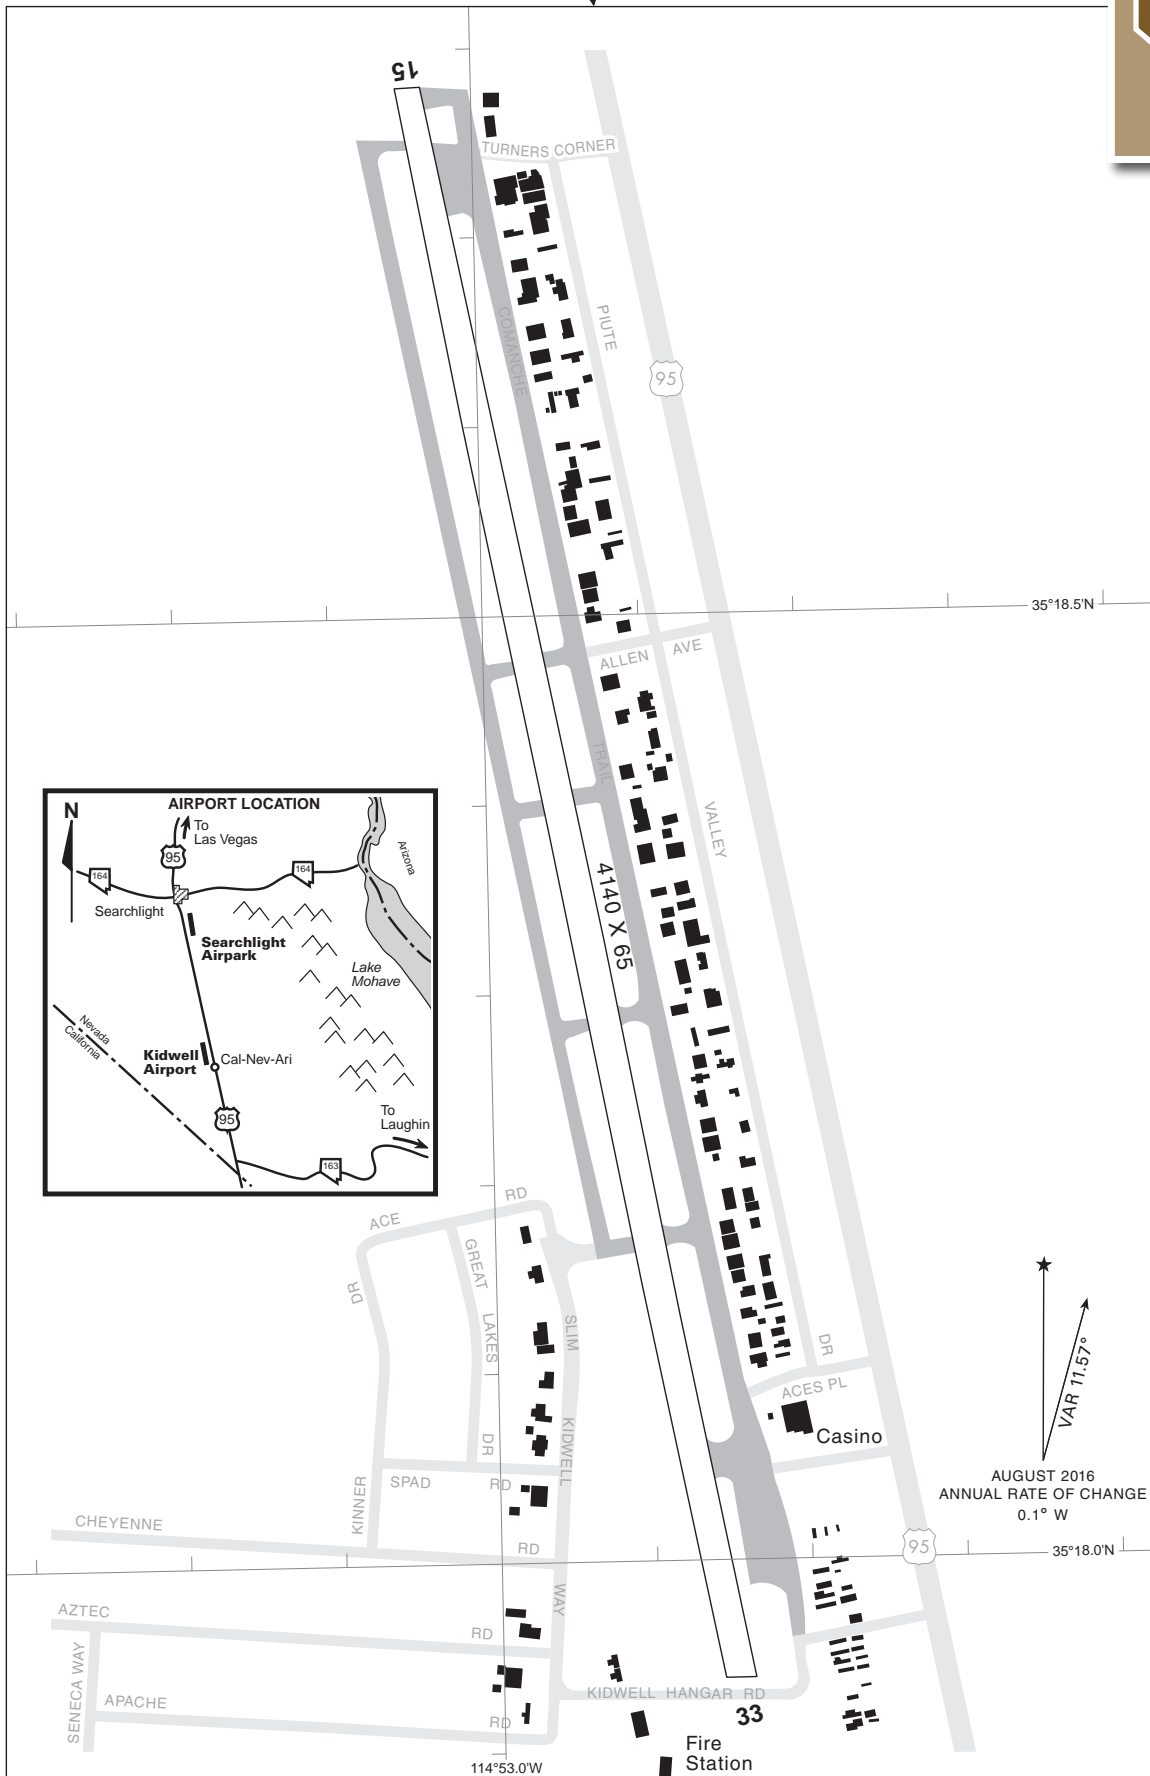 15
TURNERS CORNER
COMANCHE
PIUTE
95
35°18.5'N
ALLEN AVE
TRAIL
VALLEY
4140 X 65
AIRPORT LOCATION
N
To
Las Vegas
95
164
164
Arizona
Searchlight
Searchlight
Airpark
Lake
Mohave
Nevada
California
Kidwell
Airport
Cal-Nev-Ari
95
To
Laughin
163
ACE RD
DR
GREAT LAKES DR
SLIM KIDWELL WAY
DR
ACES PL
Casino
VAR 11.57°
AUGUST 2016
ANNUAL RATE OF CHANGE
0.1° W
SPAD RD
KINNER
CHEYENNE RD
95
35°18.0'N
AZTEC RD
SENECA WAY
APACHE RD
KIDWELL HANGAR RD
33
Fire
Station
114°53.0'W